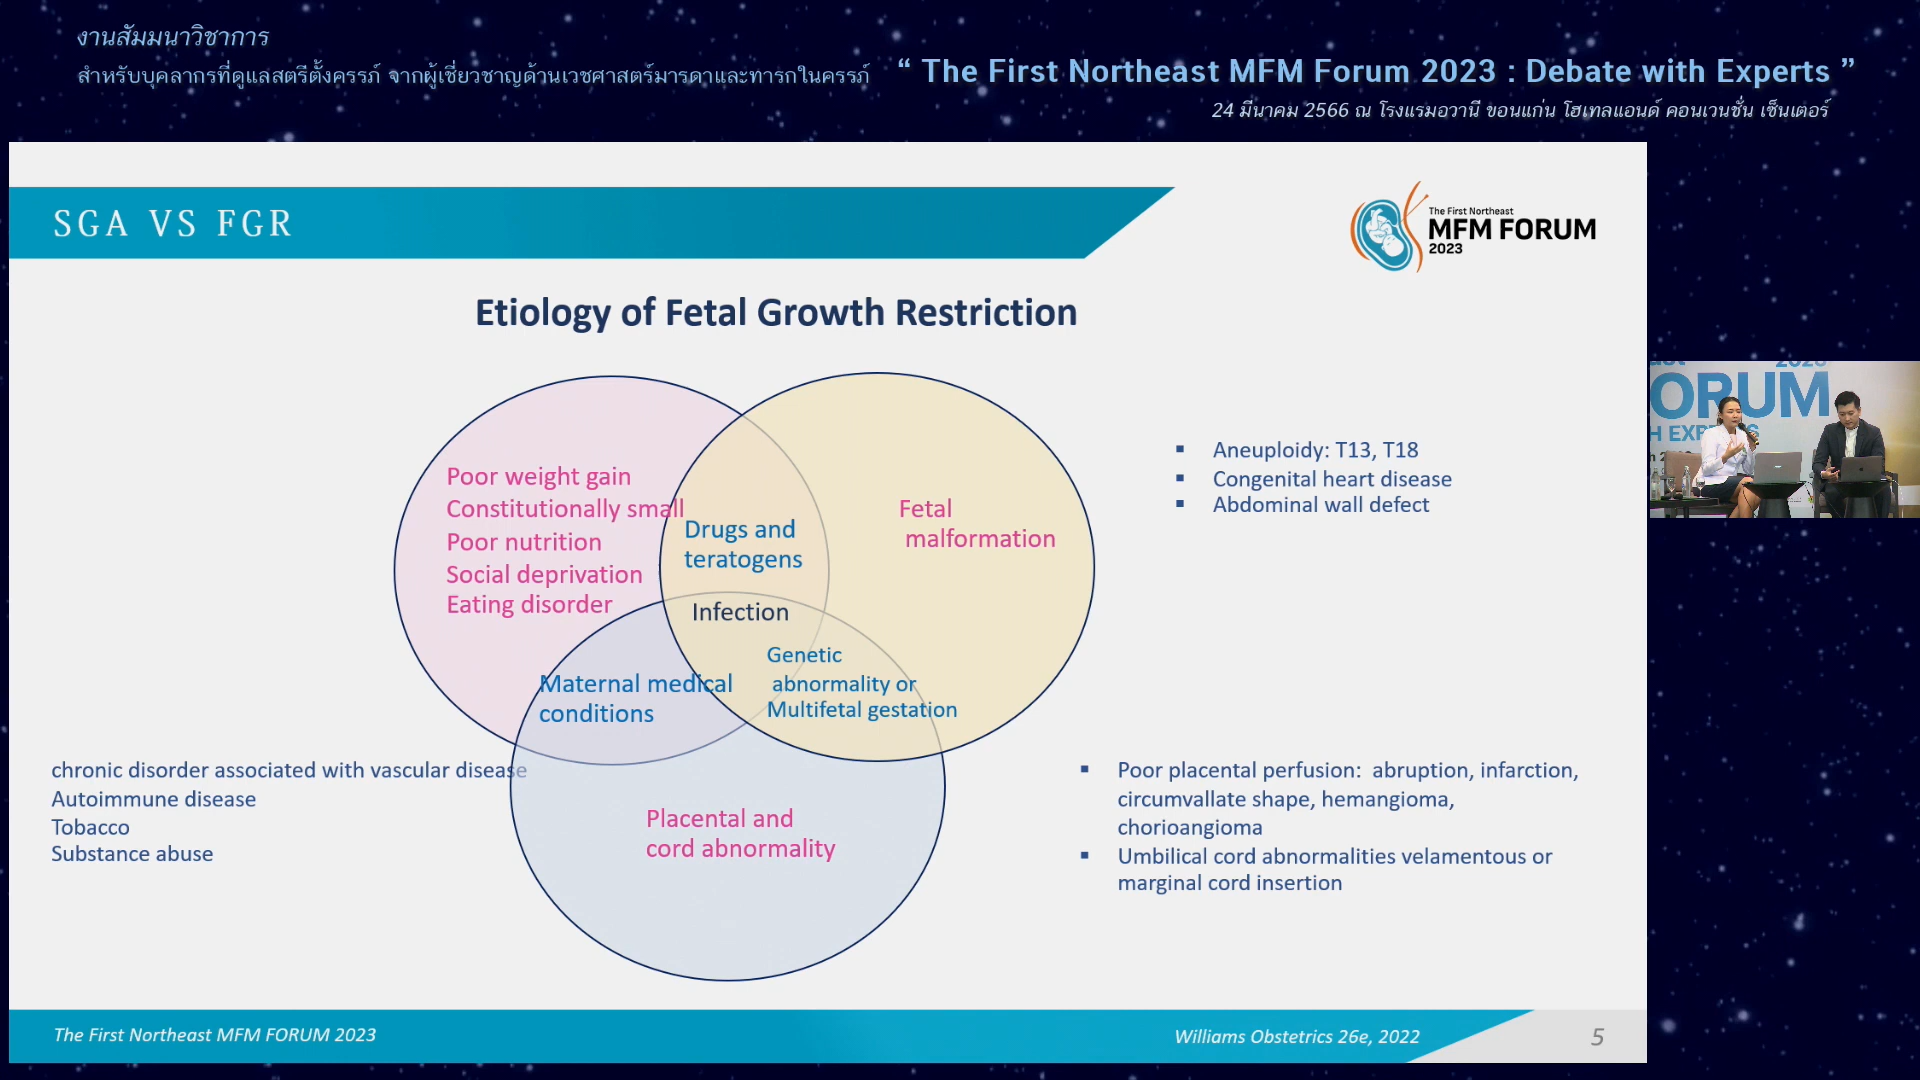 งานสัมมนาวิชาการ
สำหรับบุคลากรที่ดูแลสตรีตั้งครรภ์ จากผู้เชี่ยวชาญด้านเวชศาสตร์มารดาและทารกในครรภ์
“ The First Northeast MFM Forum 2023 : Debate with Experts ”
24 มีนาคม 2566 ณ โรงแรมอวานี ขอนแก่น โฮเทลแอนด์ คอนเวนชั่น เซ็นเตอร์
SGA VS FGR
The First Northeast
MFM FORUM
2023
Etiology of Fetal Growth Restriction
Poor weight gain
Constitutionally small
Poor nutrition
Social deprivation
Eating disorder
Drugs and
teratogens
Fetal
malformation
Infection
Maternal medical
conditions
Genetic
abnormality or
Multifetal gestation
Placental and
cord abnormality
▪ Aneuploidy: T13, T18
▪ Congenital heart disease
▪ Abdominal wall defect
chronic disorder associated with vascular disease
Autoimmune disease
Tobacco
Substance abuse
▪ Poor placental perfusion: abruption, infarction,
circumvallate shape, hemangioma,
chorioangioma
▪ Umbilical cord abnormalities velamentous or
marginal cord insertion
ORUM
H EXP
The First Northeast MFM FORUM 2023
Williams Obstetrics 26e, 2022
5